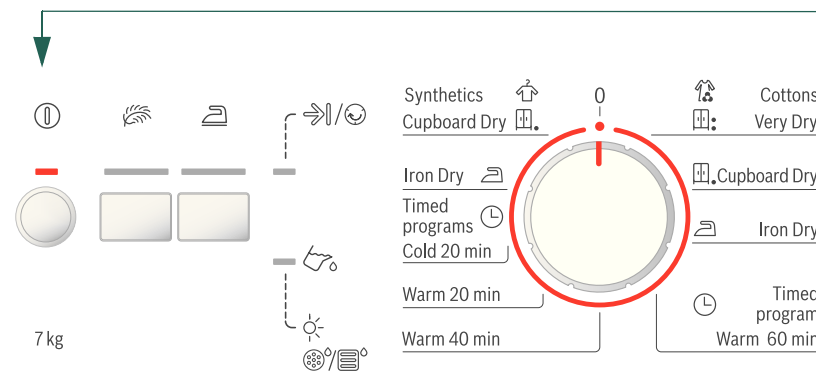 Synthetics
Cupboard Dry
Iron Dry
Timed
programs
Cold 20 min
Warm 20 min
Warm 40 min
0
Cottons
Very Dry
Cupboard Dry
Iron Dry
Timed
program
Warm 60 min
7 kg